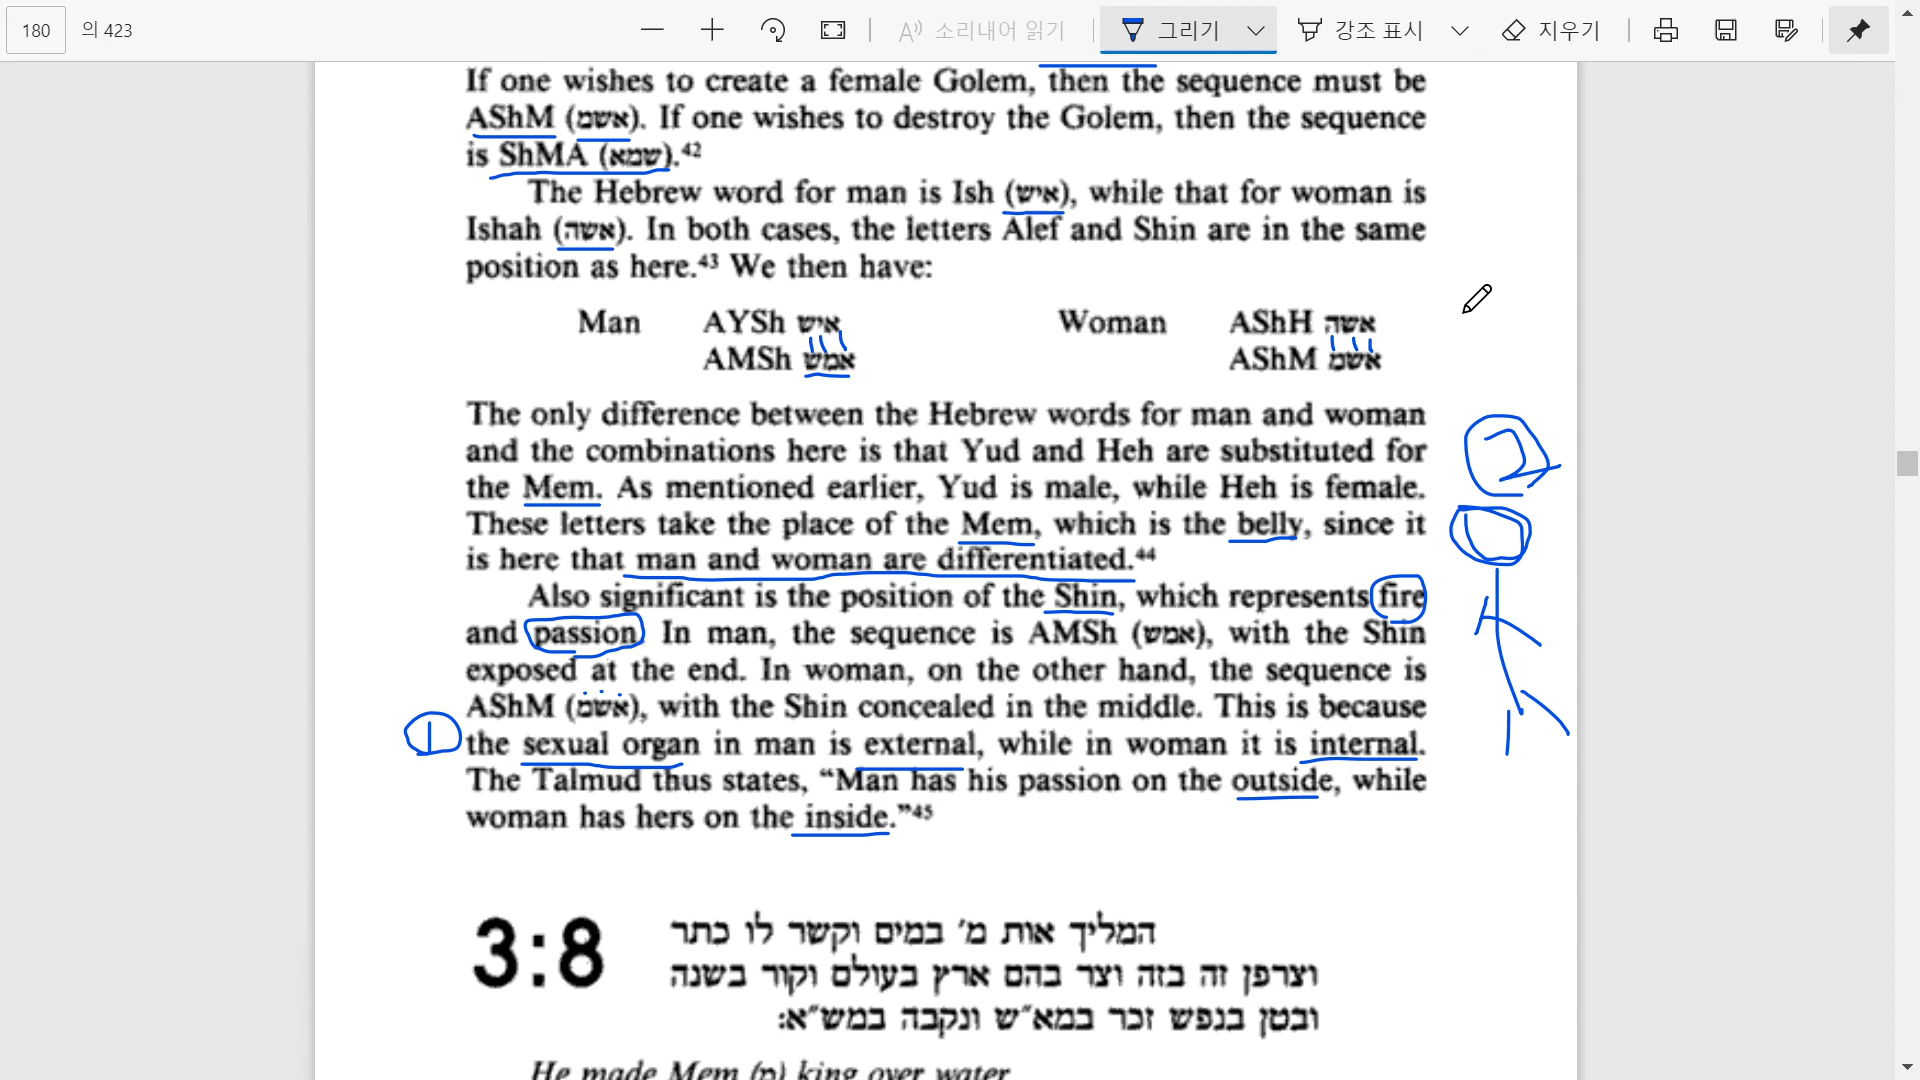 180 의 423 A 소리내어 읽기 그리기 강조 표시 지우기
If one wishes to create a female Golem, then the sequence must be
AShM (אשמ). If one wishes to destroy the Golem, then the sequence
is ShMA (שמא).42
The Hebrew word for man is Ish (איש), while that for woman is
Ishah (אשה). In both cases, the letters Alef and Shin are in the same
position as here.43 We then have:
Man AYSh איש Woman AShH אשה
AMSh אמש AShM אשמ
The only difference between the Hebrew words for man and woman
and the combinations here is that Yud and Heh are substituted for
the Mem. As mentioned earlier, Yud is male, while Heh is female.
These letters take the place of the Mem, which is the belly, since it
is here that man and woman are differentiated.44
Also significant is the position of the Shin, which represents fire
and passion. In man, the sequence is AMSh (אמש), with the Shin
exposed at the end. In woman, on the other hand, the sequence is
AShM (אשמ), with the Shin concealed in the middle. This is because
1 the sexual organ in man is external, while in woman it is internal.
The Talmud thus states, “Man has his passion on the outside, while
woman has hers on the inside.”45
2
3:8 המליך אות מ׳ במים וקשר לו כתר
וצרפן זה בזה וצר בהם ארץ בעולם וקור בשנה
ובטן בנפש זכר במא״ש ונקבה במש״א:
He made Mem (מ) king over water